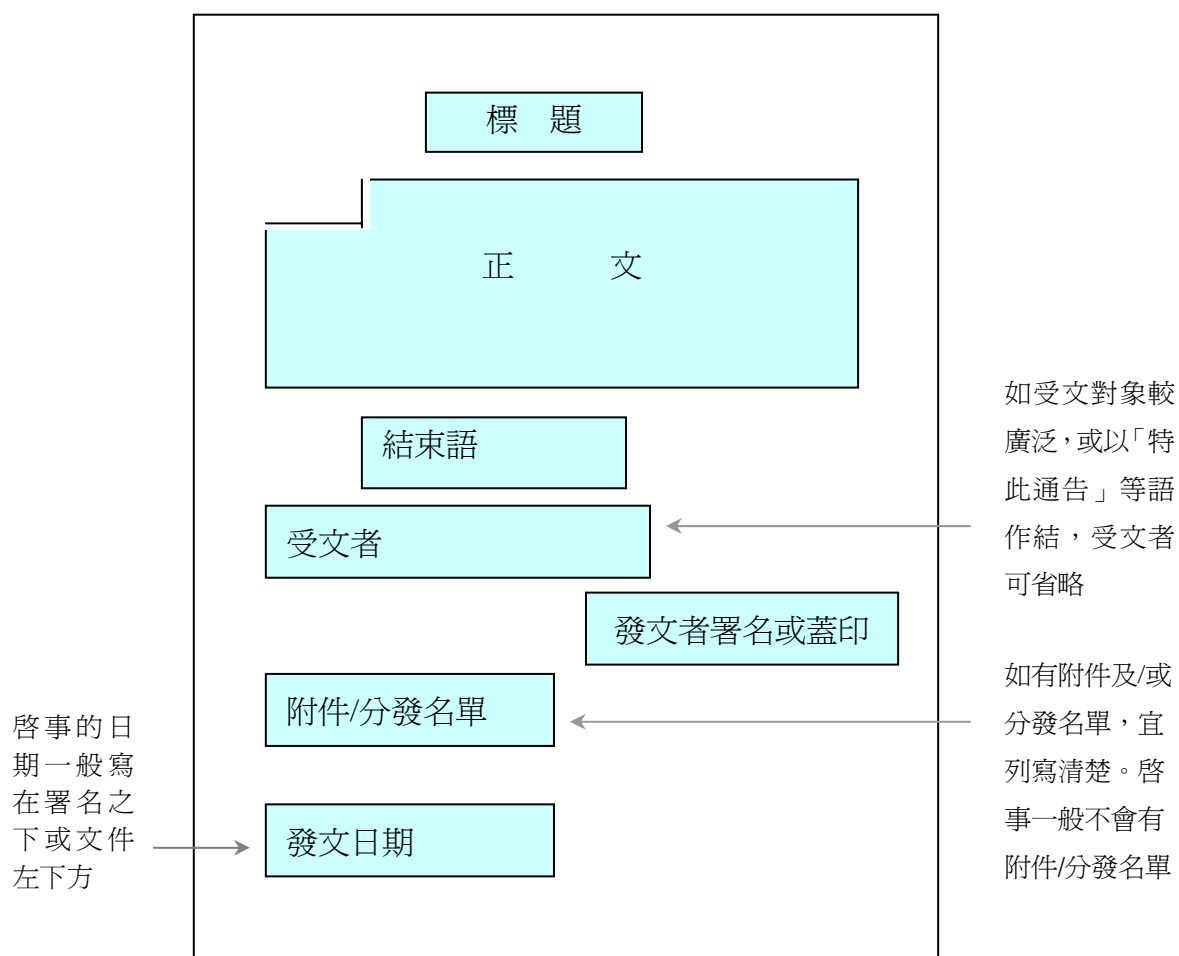 標 題
正 文
結束語
受文者
如受文對象較
廣泛,或以「特
此通告」等語
作結,受文者
可省略
發文者署名或蓋印
附件/分發名單
如有附件及/或
分發名單,宜
列寫清楚。啓
事一般不會有
附件/分發名單
啓事的日
期一般寫
在署名之
下或文件
左下方
發文日期